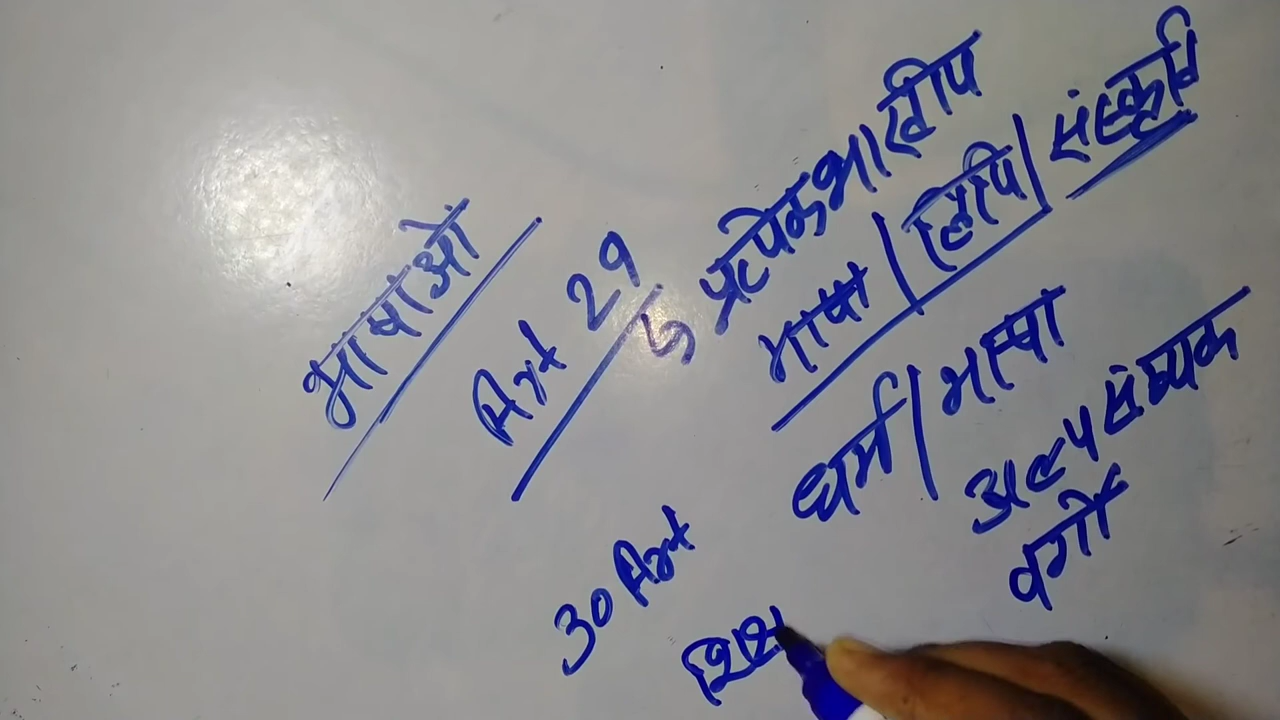 भाषाओ
Art 29
प्रत्येक भारतीय
भाषा | लिपि | संस्कृति
धर्म | भाषा
अल्पसंख्यक
वर्गो
30 Art
शिक्ष